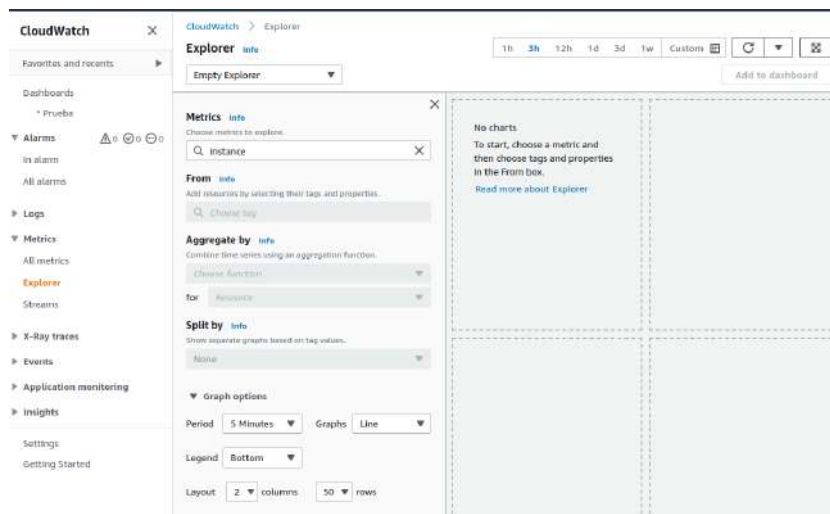 CloudWatch
Favorites and recents
Dashboards
* Prueba
Alarms 0 0 0
In alarm
All alarms
Logs
Metrics
All metrics
Explorer
Streams
X-Ray traces
Events
Application monitoring
Insights
Settings
Getting Started
CloudWatch > Explorer
Explorer Info
1h 3h 12h 1d 3d 1w Custom
Empty Explorer
Add to dashboard
Metrics Info
Choose metrics to explore.
instance
From Info
Add resources by selecting their tags and properties.
Choose tag
Aggregate by Info
Combine time series using an aggregation function.
Choose function
for Resource
Split by Info
Show separate graphs based on tag values.
None
Graph options
Period 5 Minutes Graphs Line
Legend Bottom
Layout 2 columns 50 rows
No charts
To start, choose a metric and
then choose tags and properties
in the From box.
Read more about Explorer